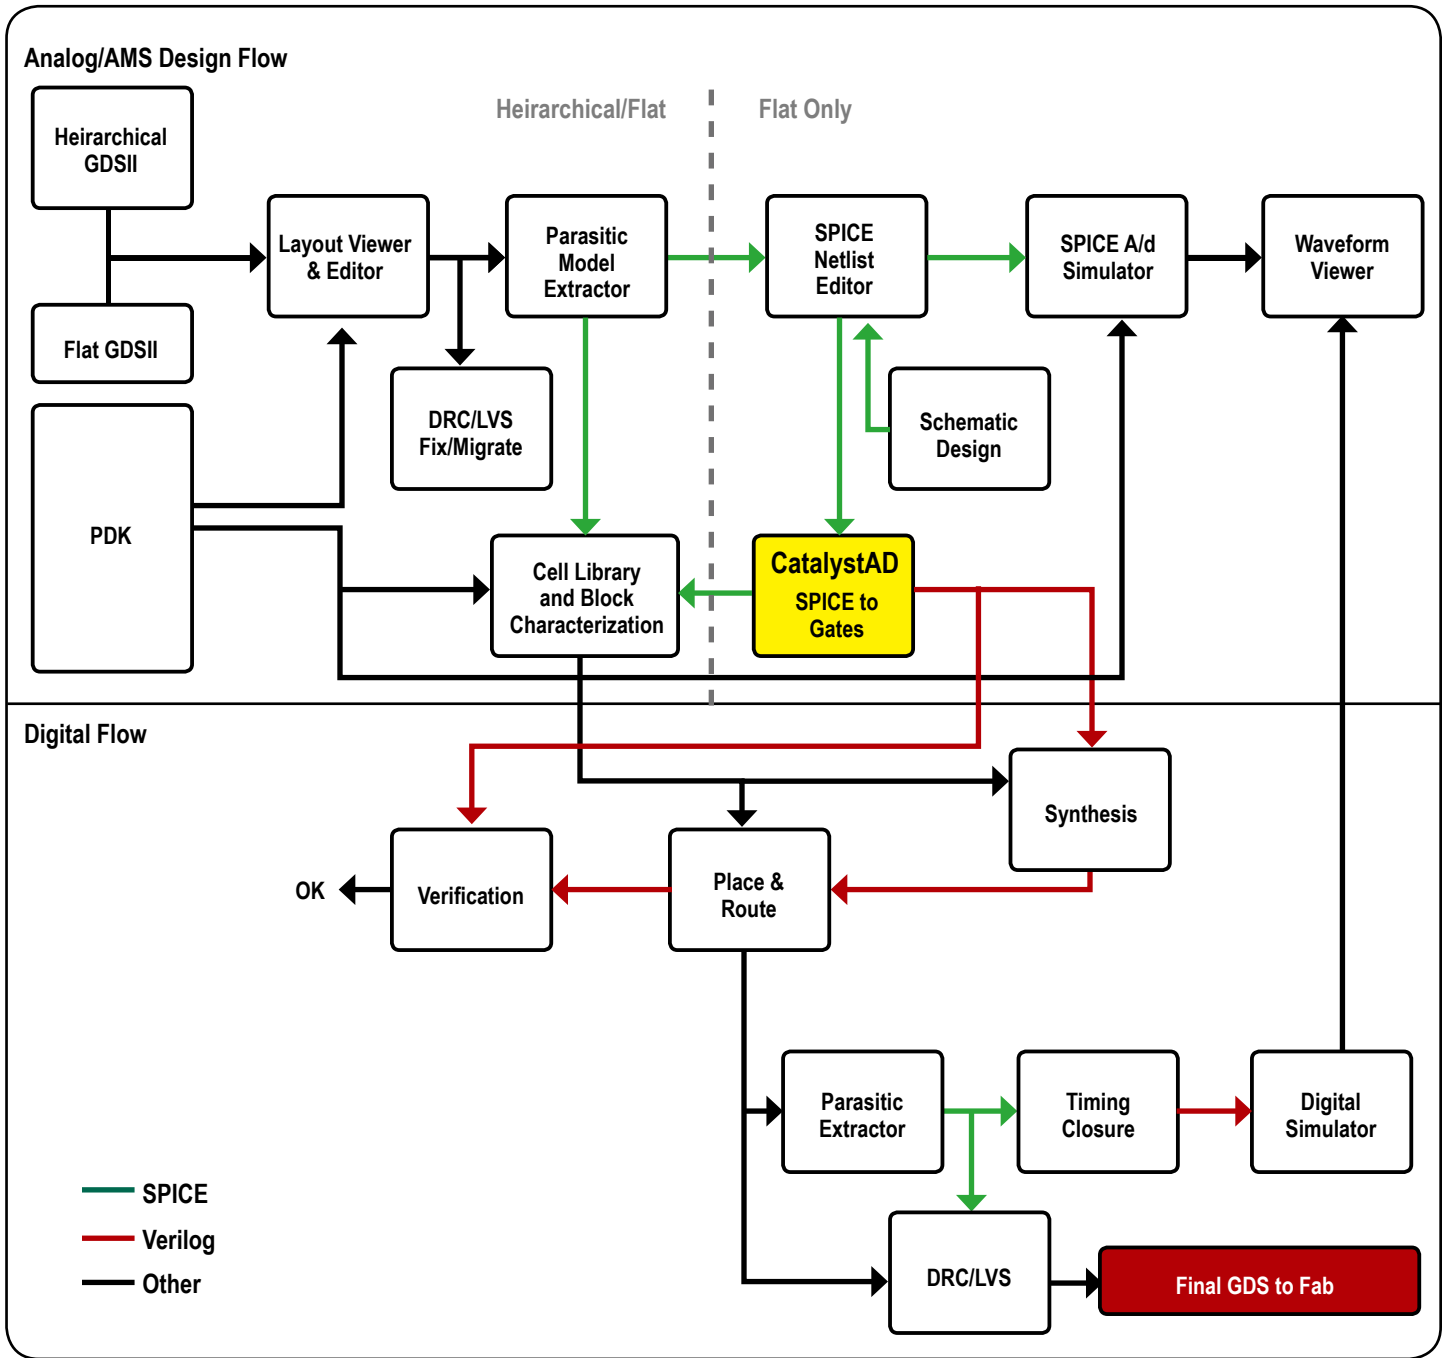 Analog/AMS Design Flow
Heirarchical
GDSII
Heirarchical/Flat
Flat Only
Layout Viewer
& Editor
Parasitic
Model
Extractor
SPICE
Netlist
Editor
SPICE A/d
Simulator
Waveform
Viewer
Flat GDSII
DRC/LVS
Fix/Migrate
Schematic
Design
PDK
Cell Library
and Block
Characterization
CatalystAD
SPICE to
Gates
Digital Flow
Synthesis
OK
Verification
Place &
Route
Parasitic
Extractor
Timing
Closure
Digital
Simulator
SPICE
Verilog
Other
DRC/LVS
Final GDS to Fab